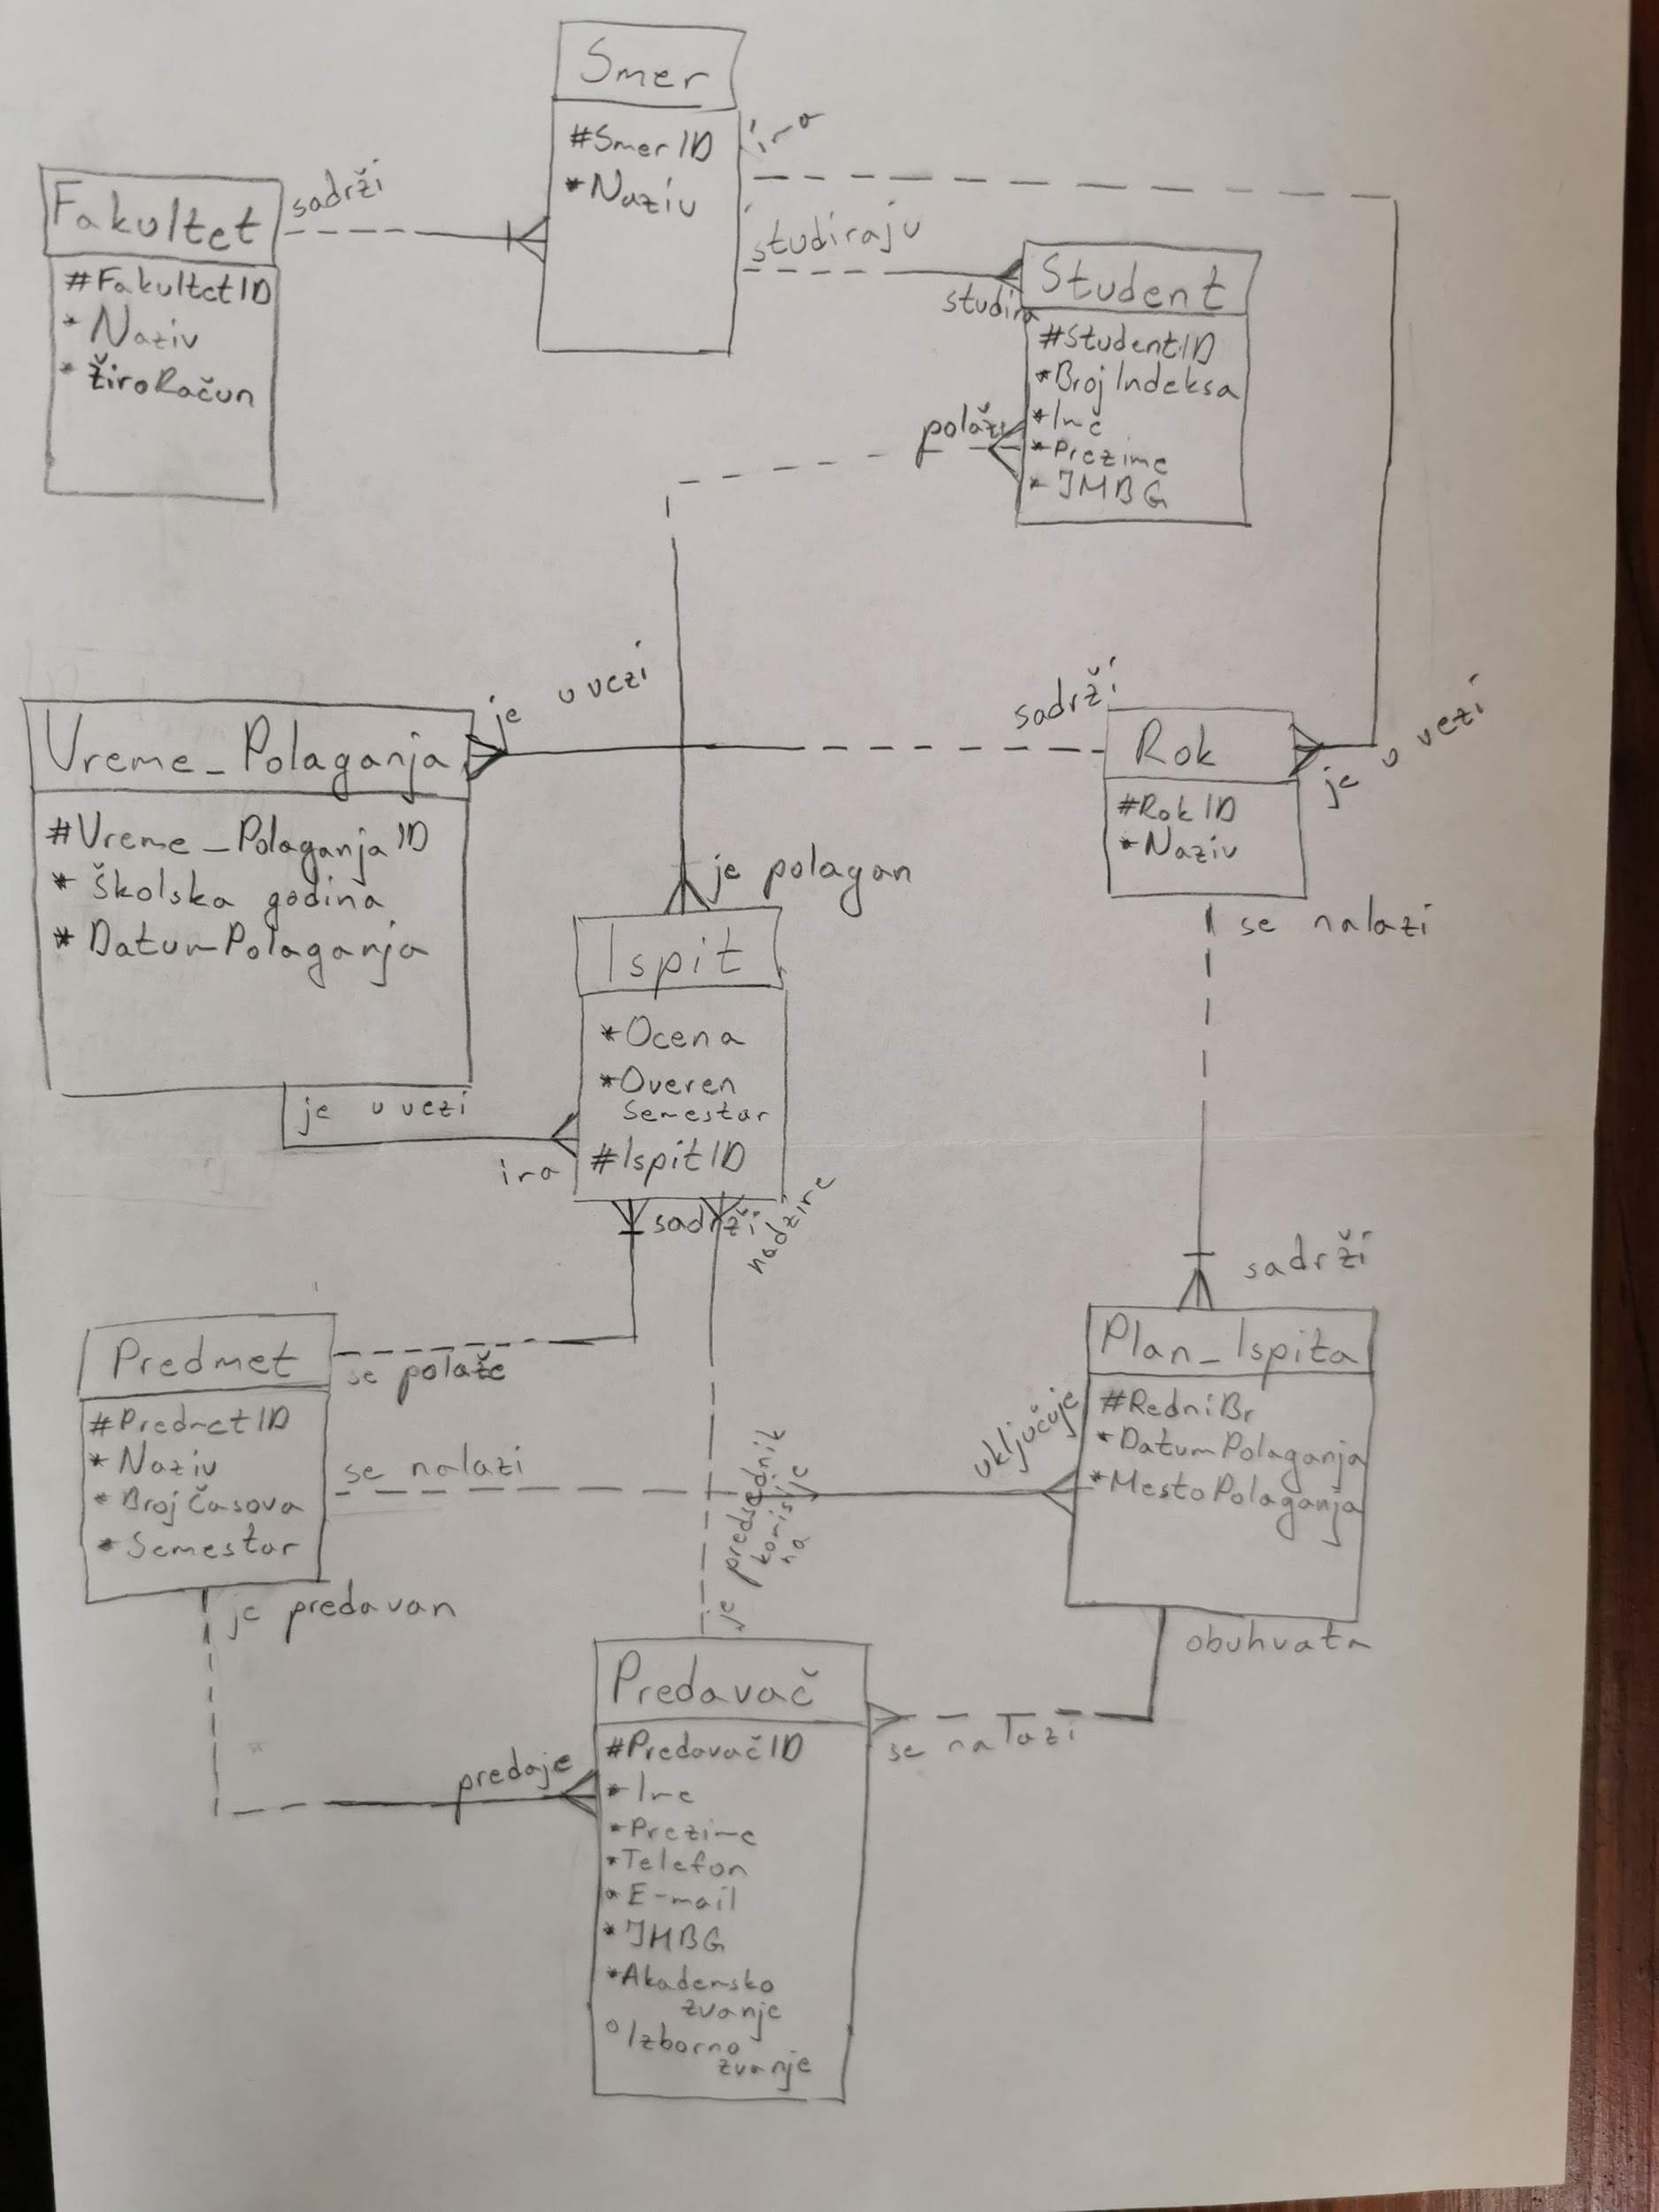 Smer
#SmerID
*Naziv
ima
sadrži
Fakultet
#FakultetID
*Naziv
*ŽiroRačun
studiraju
studira
Student
#StudentID
*BrojIndeksa
*Ime
*Prezime
*JMBG
polaže
je u vezi
sadrži
Vreme_Polaganja
#Vreme_PolaganjaID
* školska godina
* DatumPolaganja
Rok
#RokID
*Naziv
je u vezi
je polagan
se nalazi
Ispit
*Ocena
*Overen
semestar
#IspitID
je u vezi
ima
sadrži
nadzire
sadrži
Predmet
#PredmetID
*Naziv
*BrojČasova
*Semestar
se polaže
se nalazi
uključuje
Plan_Ispita
#RedniBr
*DatumPolaganja
*MestoPolaganja
je predsednik
komisije
na
je predavan
obuhvata
Predavač
#PredavačID
*Ime
*Prezime
*Telefon
*E-mail
*JMBG
*Akademsko
zvanje
°Izborno
zvanje
se nalazi
predaje